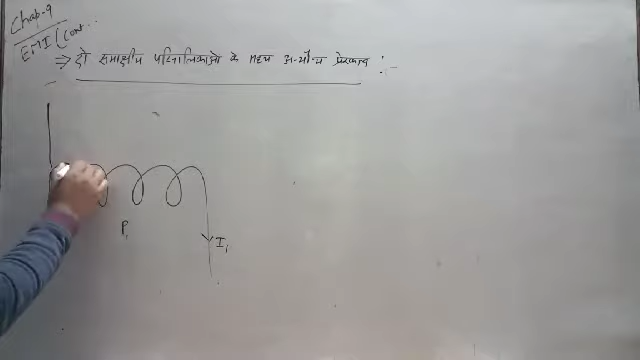 Chap-9
EMI (Cont...
⇒ दो समाक्षीय परिनालिकाओं के मध्य अन्योन्य प्रेरकत्व :
P₁
I₁